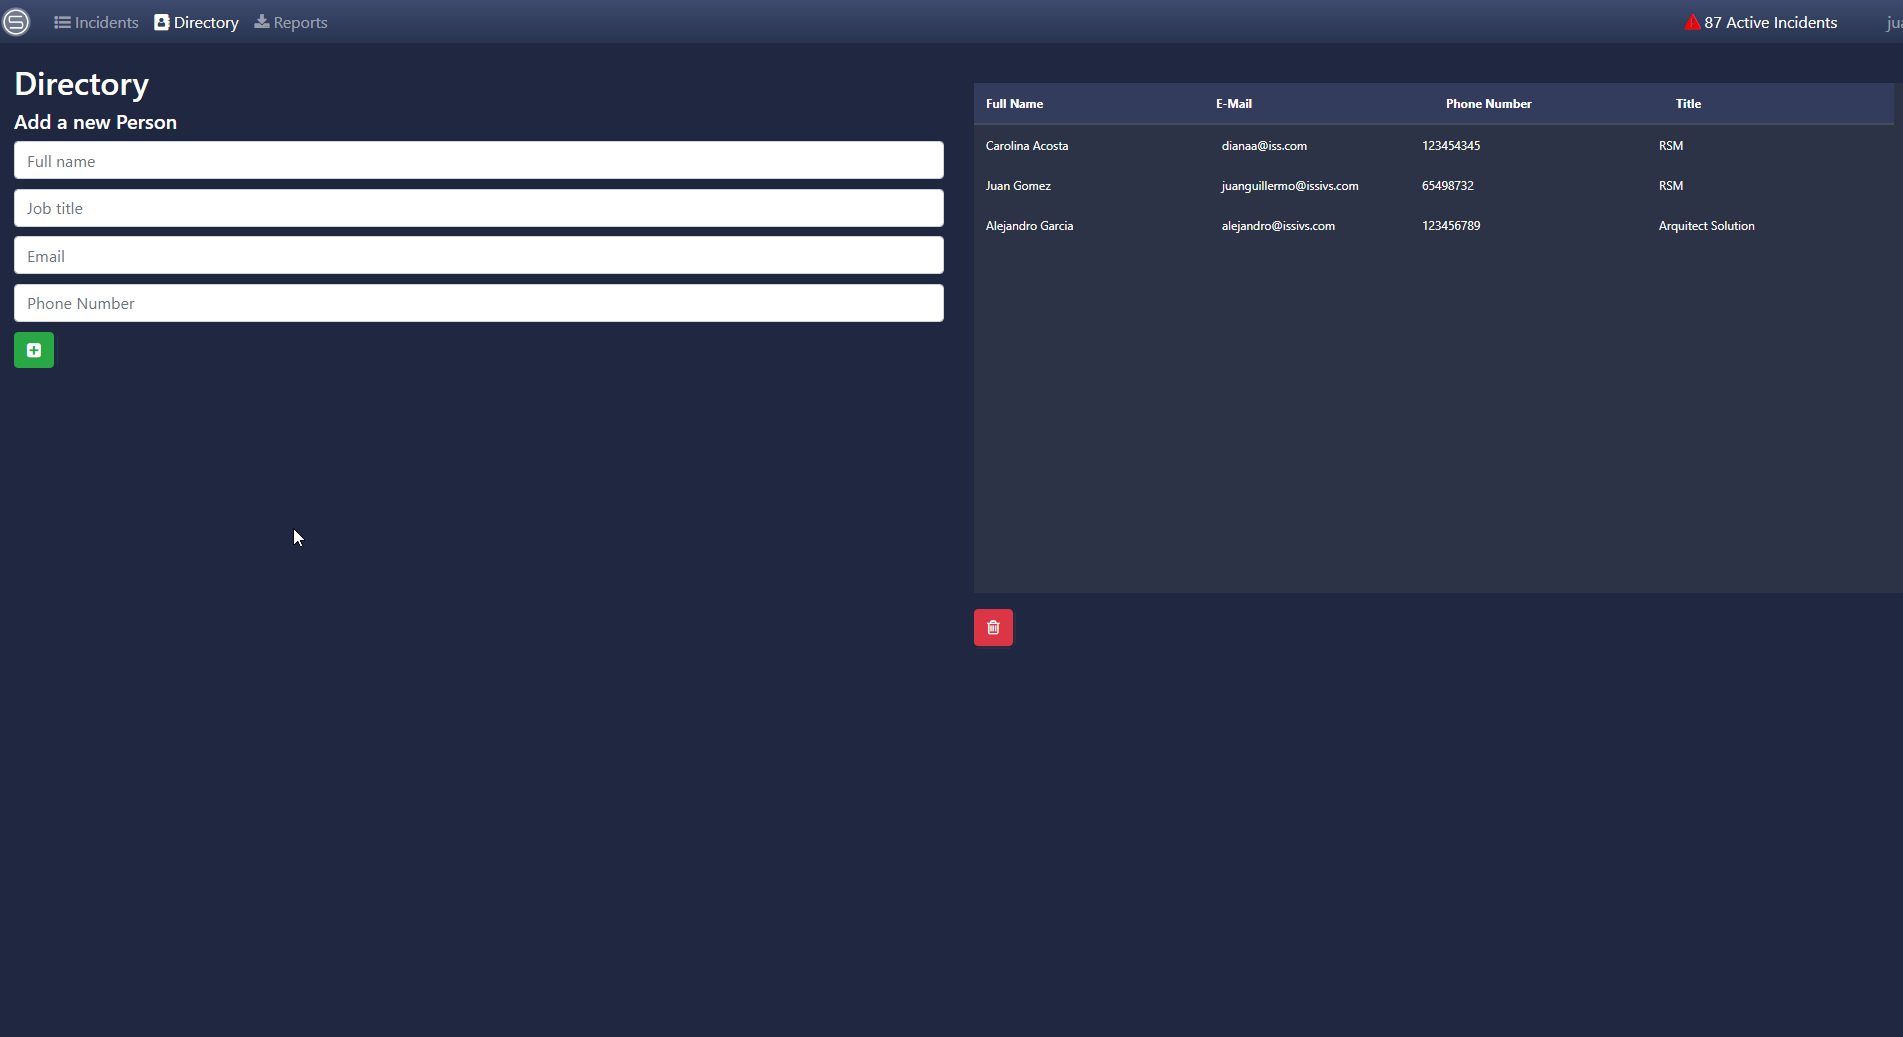 Incidents Directory Reports 87 Active Incidents
Directory
Add a new Person
Full name
Job title
Email
Phone Number
Full Name E-Mail Phone Number Title
Carolina Acosta dianaa@iss.com 123454345 RSM
Juan Gomez juanguillermo@issivs.com 65498732 RSM
Alejandro Garcia alejandro@issivs.com 123456789 Arquitect Solution